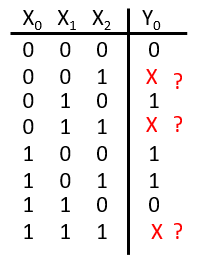 X₀ X₁ X₂ Y₀
0 0 0 0
0 0 1 X ?
0 1 0 1
0 1 1 X ?
1 0 0 1
1 0 1 1
1 1 0 0
1 1 1 X ?